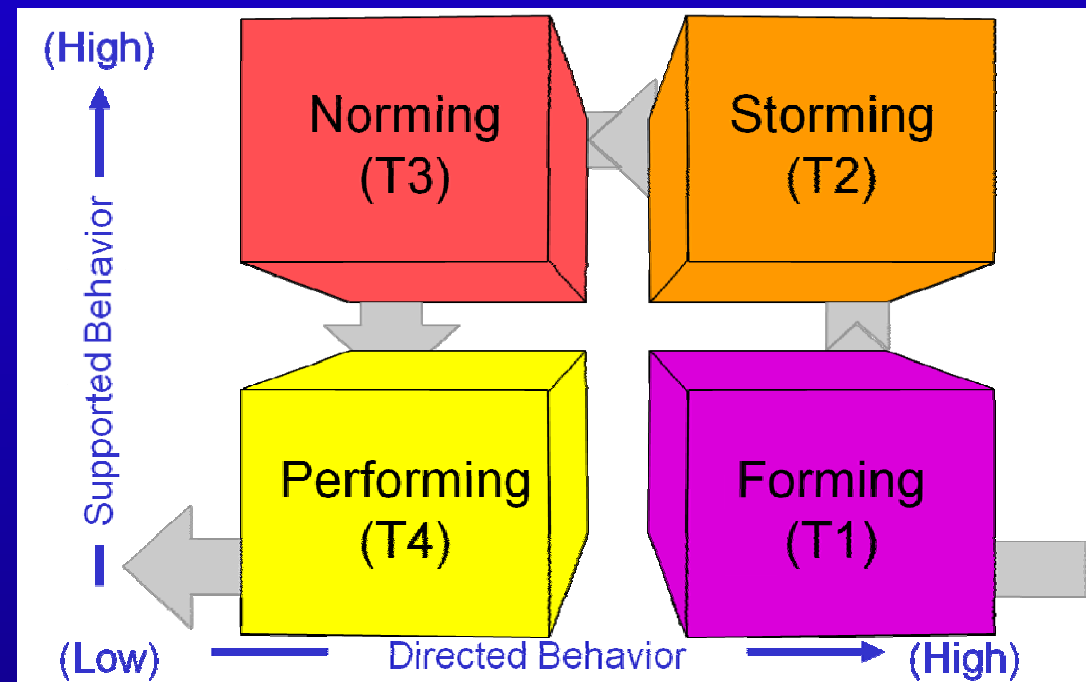 (High)
Supported Behavior
Norming
(T3)
Storming
(T2)
Performing
(T4)
Forming
(T1)
(Low)
Directed Behavior
(High)